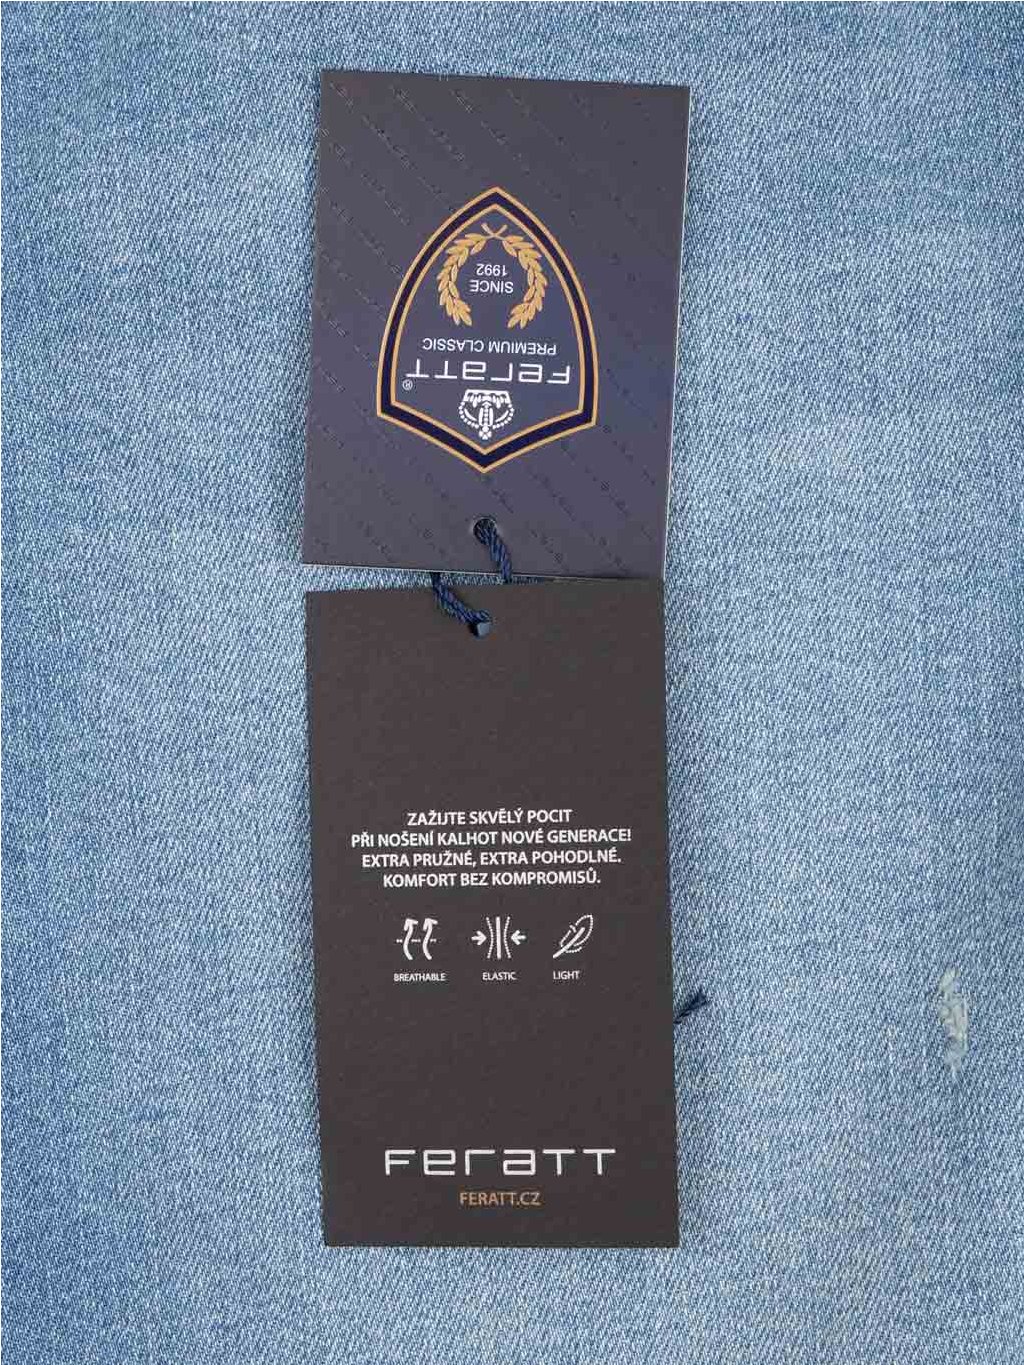 FERATT®
PREMIUM CLASSIC
SINCE
1992
ZAŽIJTE SKVĚLÝ POCIT
PŘI NOŠENÍ KALHOT NOVÉ GENERACE!
EXTRA PRUŽNÉ, EXTRA POHODLNÉ.
KOMFORT BEZ KOMPROMISŮ.
BREATHABLE ELASTIC LIGHT
FERATT
FERATT.CZ